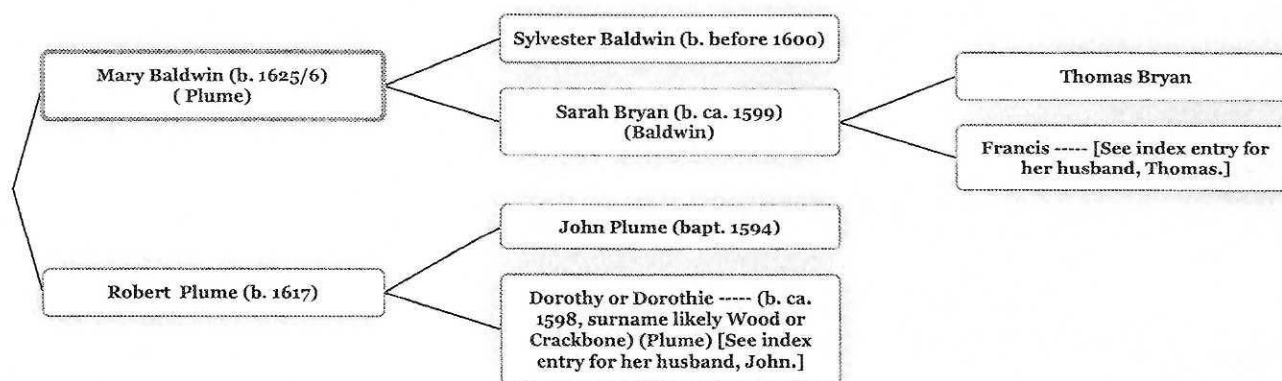 Mary Baldwin (b. 1625/6)
( Plume)
Sylvester Baldwin (b. before 1600)
Sarah Bryan (b. ca. 1599)
(Baldwin)
Thomas Bryan
Francis ----- [See index entry for
her husband, Thomas.]
Robert Plume (b. 1617)
John Plume (bapt. 1594)
Dorothy or Dorothie ----- (b. ca.
1598, surname likely Wood or
Crackbone) (Plume) [See index
entry for her husband, John.]